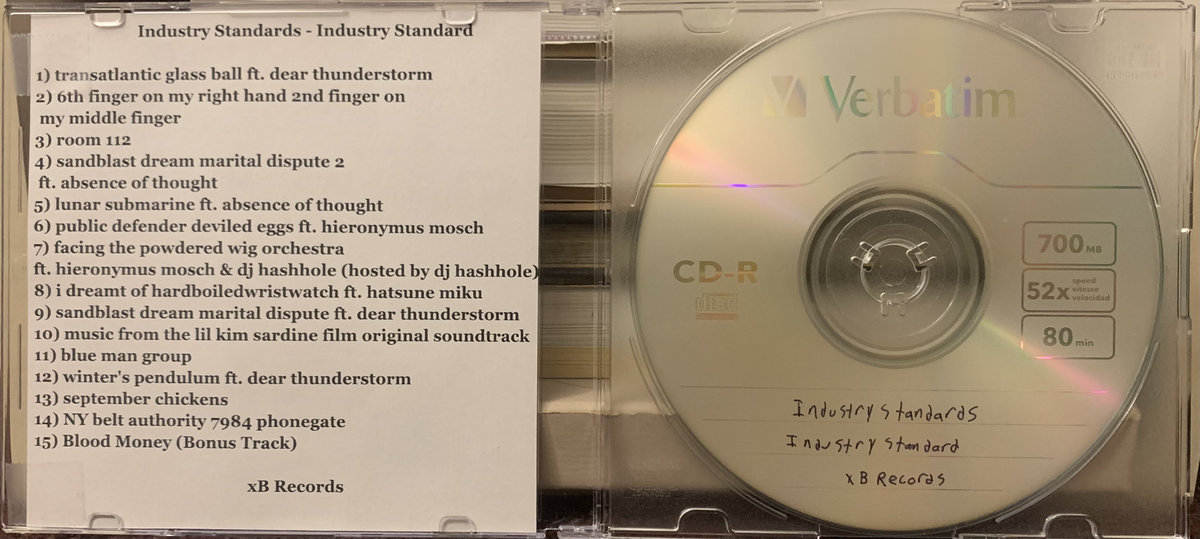 Industry Standards - Industry Standard
1) transatlantic glass ball ft. dear thunderstorm
2) 6th finger on my right hand 2nd finger on
my middle finger
3) room 112
4) sandblast dream marital dispute 2
ft. absence of thought
5) lunar submarine ft. absence of thought
6) public defender deviled eggs ft. hieronymus mosch
7) facing the powdered wig orchestra
ft. hieronymus mosch & dj hashhole (hosted by dj hashhole)
8) i dreamt of hardboiledwristwatch ft. hatsune miku
9) sandblast dream marital dispute ft. dear thunderstorm
10) music from the lil kim sardine film original soundtrack
11) blue man group
12) winter's pendulum ft. dear thunderstorm
13) september chickens
14) NY belt authority 7984 phonegate
15) Blood Money (Bonus Track)
xB Records
Verbatim
CD-R
disc
700 MB
52x speed
vitesse
velocidad
80 min
Industry Standards
Industry Standard
xB Records